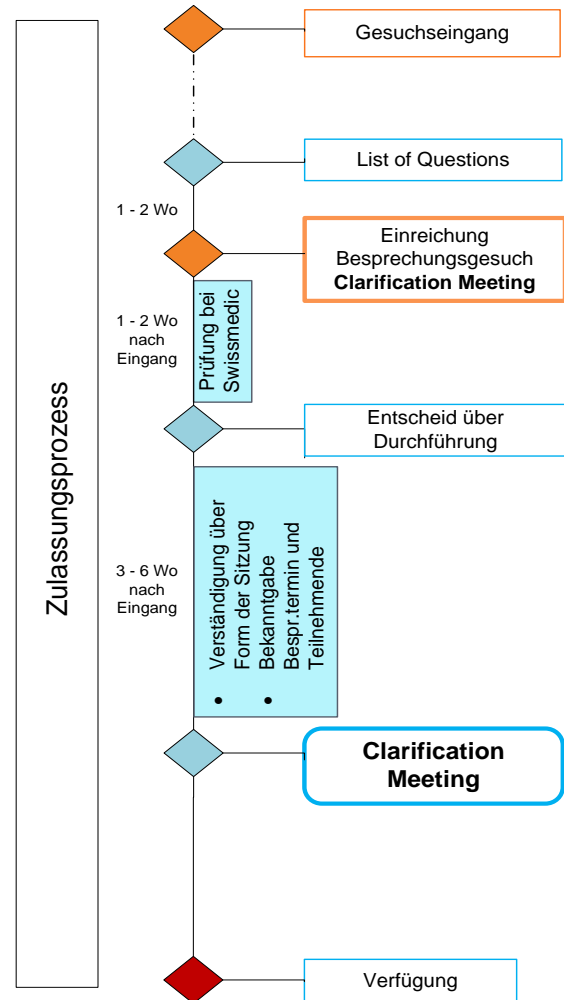 Zulassungsprozess
Gesuchseingang
List of Questions
1 - 2 Wo
Einreichung
Besprechungsgesuch
Clarification Meeting
1 - 2 Wo
nach
Eingang
Prüfung bei
Swissmedic
Entscheid über
Durchführung
3 - 6 Wo
nach
Eingang
• Verständigung über
Form der Sitzung
• Bekanntgabe
Bespr.termin und
Teilnehmende
Clarification
Meeting
Verfügung